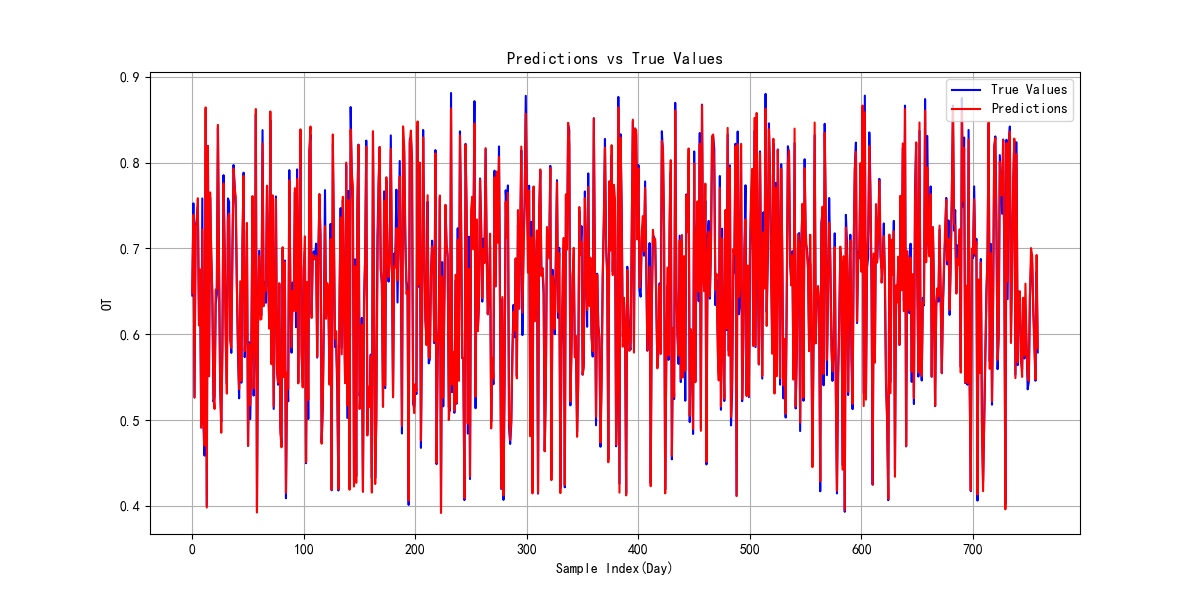 Predictions vs True Values
True Values
Predictions
OT
0.9
0.8
0.7
0.6
0.5
0.4
0 100 200 300 400 500 600 700
Sample Index(Day)